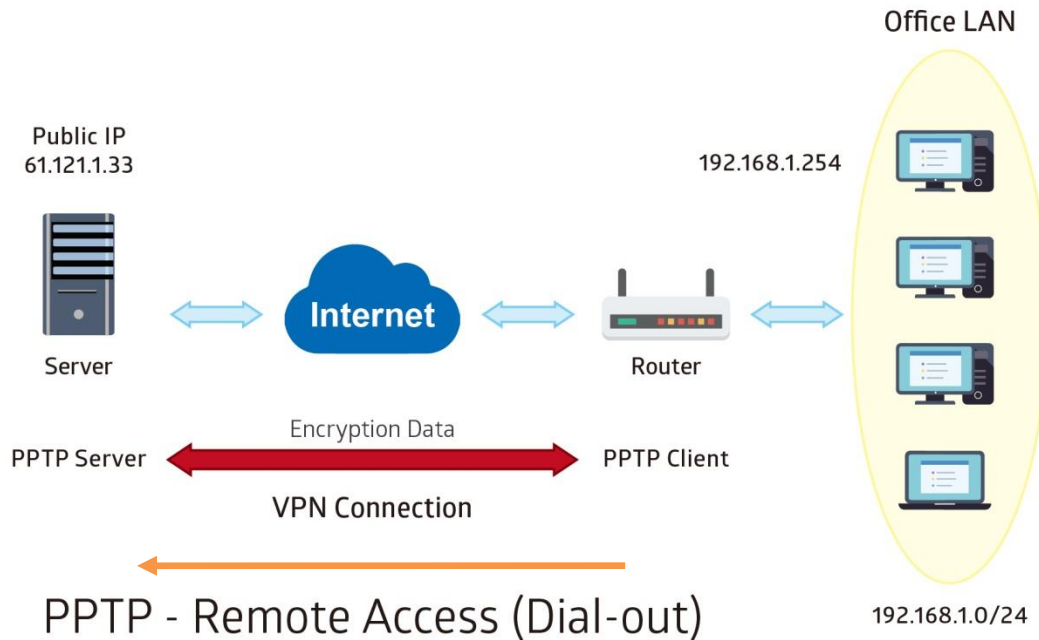 Office LAN
Public IP
61.121.1.33
192.168.1.254
Internet
Server
Router
Encryption Data
PPTP Server
PPTP Client
VPN Connection
PPTP - Remote Access (Dial-out)
192.168.1.0/24